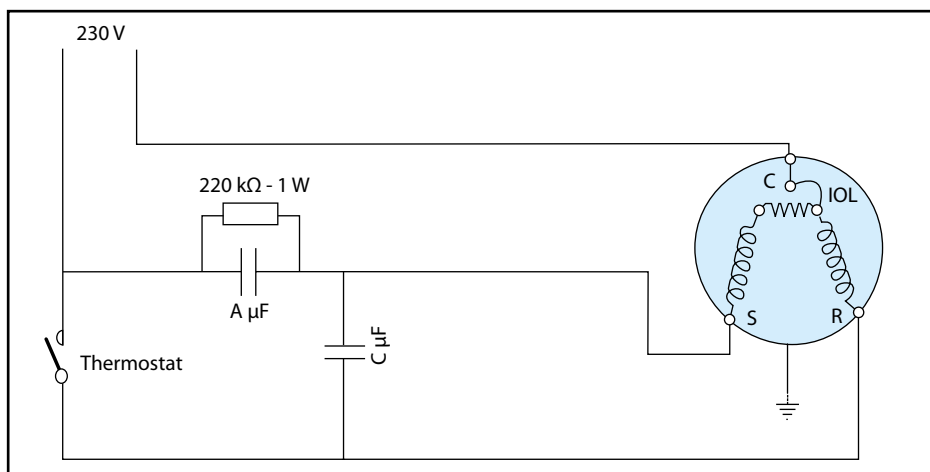 230 V
220 kΩ - 1 W
C
IOL
A µF
S
R
C µF
Thermostat